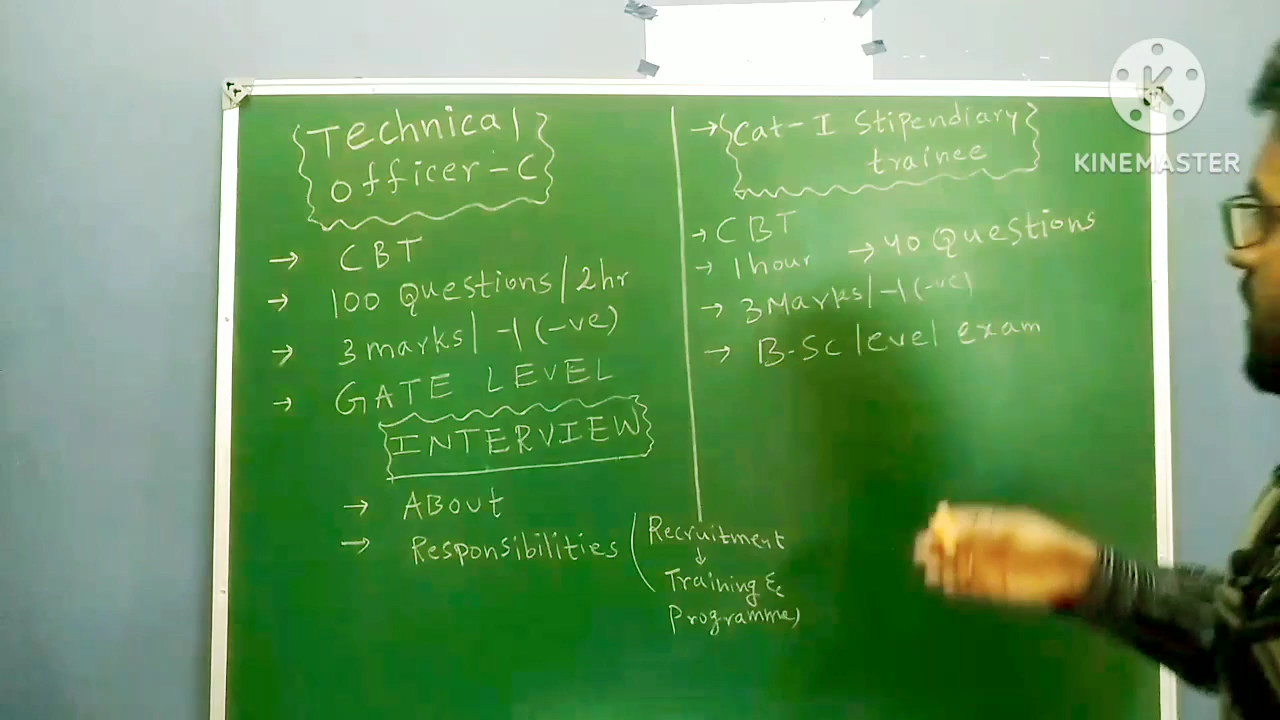 Technical
Officer-C
→ CBT
→ 100 Questions/2hr
→ 3marks/-1(-ve)
→ GATE LEVEL
INTERVIEW
→ ABOUT
→ Responsibilities (Recruitment
↓
Training &
Programme)
→ Cat-I Stipendiary
trainee
→ CBT
→ 1hour → 40 Questions
→ 3Marks/-1(-ve)
→ B.Sc level exam
K
KINEMASTER